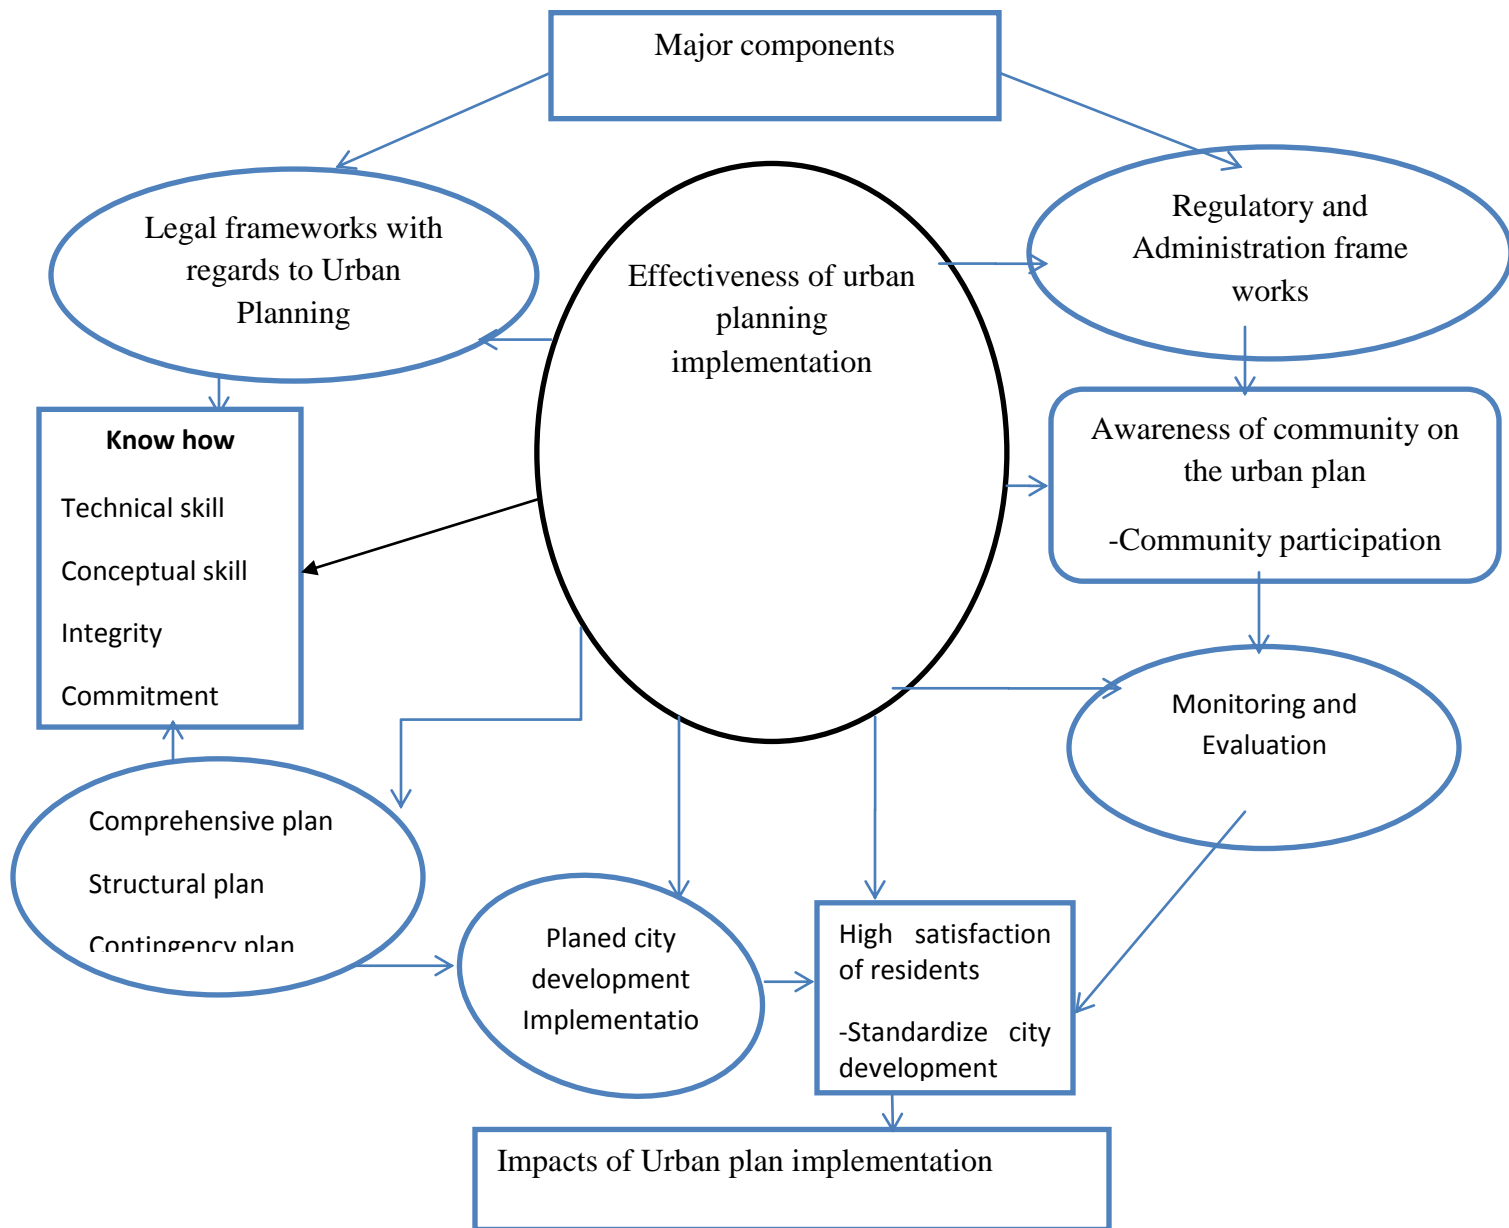 Major components
Legal frameworks with
regards to Urban
Planning
Effectiveness of urban
planning
implementation
Regulatory and
Administration frame
works
Know how
Technical skill
Conceptual skill
Integrity
Commitment
Awareness of community on
the urban plan
-Community participation
Monitoring and
Evaluation
Comprehensive plan
Structural plan
Contingency plan
Planed city
development
Implementatio
High satisfaction
of residents
-Standardize city
development
Impacts of Urban plan implementation